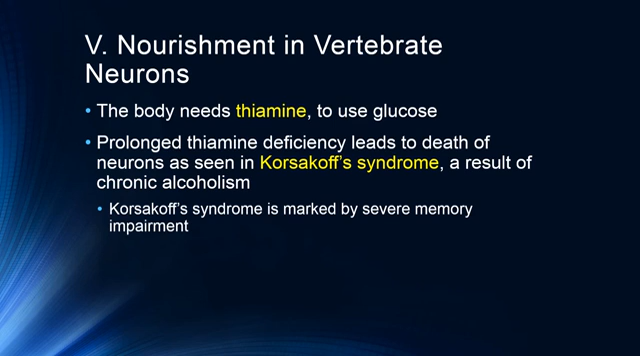 V. Nourishment in Vertebrate
Neurons
• The body needs thiamine, to use glucose
• Prolonged thiamine deficiency leads to death of
neurons as seen in Korsakoff's syndrome, a result of
chronic alcoholism
• Korsakoff's syndrome is marked by severe memory
impairment